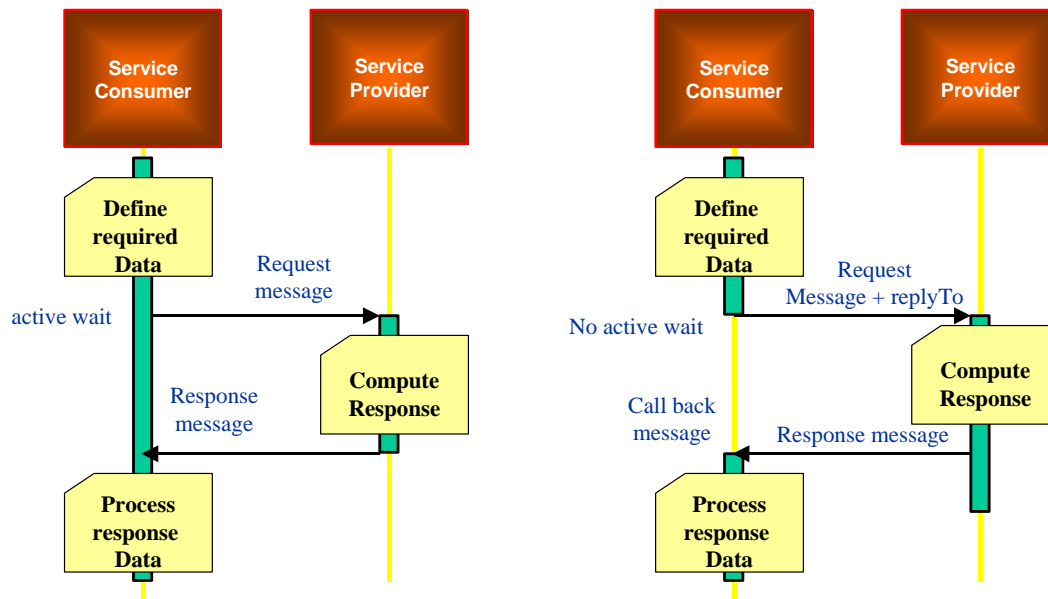 Service
Consumer
Service
Provider
Define
required
Data
Request
message
active wait
Compute
Response
Response
message
Process
response
Data
Service
Consumer
Service
Provider
Define
required
Data
Request
Message + replyTo
No active wait
Compute
Response
Call back
message
Response message
Process
response
Data